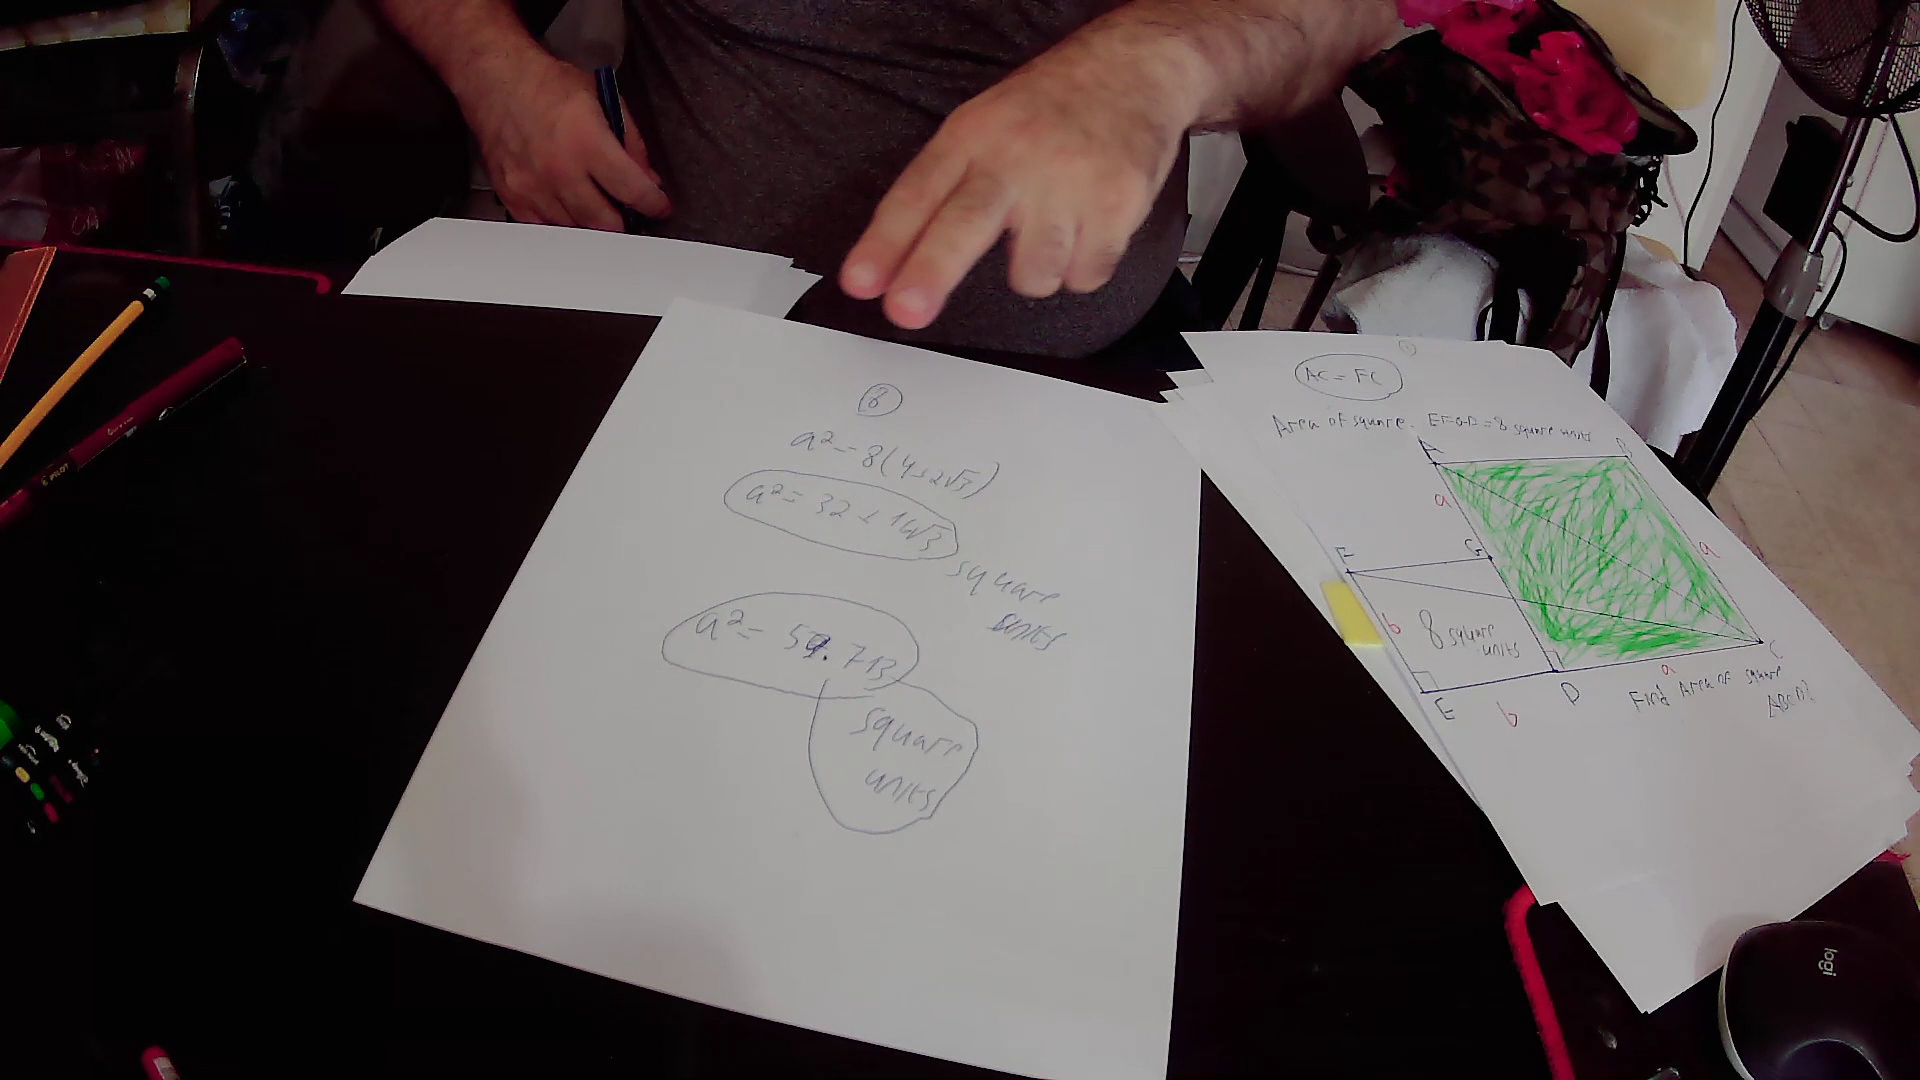 8
a² = 8(4+2√3)
a² = 32 + 16√3
square
units
a² = 59.713
square
units
AC = FC
Area of square. EFGD = 8 square units
A
B
a
a
F
G
b
8 square
units
C
a
E
b
D
Find Area of square
ABCD?
PILOT
logi